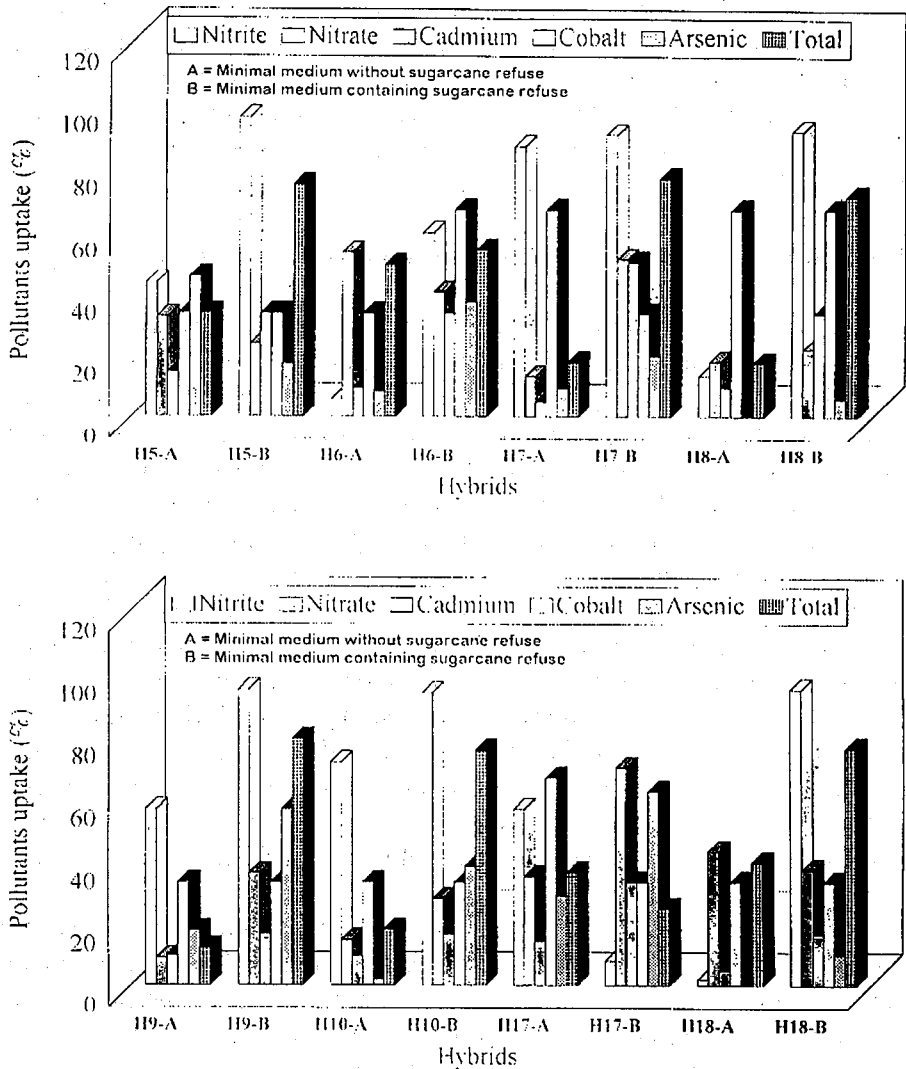 Nitrite Nitrate Cadmium Cobalt Arsenic Total
A = Minimal medium without sugarcane refuse
B = Minimal medium containing sugarcane refuse
Pollutants uptake (%)
120
100
80
60
40
20
0
H5-A H5-B H6-A H6-B H7-A H7-B H8-A H8-B
Hybrids
Nitrite Nitrate Cadmium Cobalt Arsenic Total
A = Minimal medium without sugarcane refuse
B = Minimal medium containing sugarcane refuse
Pollutants uptake (%)
120
100
80
60
40
20
0
H9-A H9-B H10-A H10-B H17-A H17-B H18-A H18-B
Hybrids